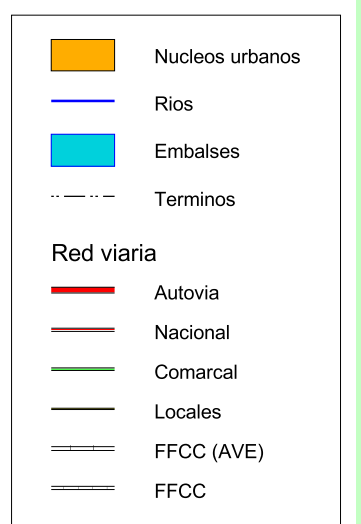 Nucleos urbanos
Rios
Embalses
Terminos
Red viaria
Autovia
Nacional
Comarcal
Locales
FFCC (AVE)
FFCC